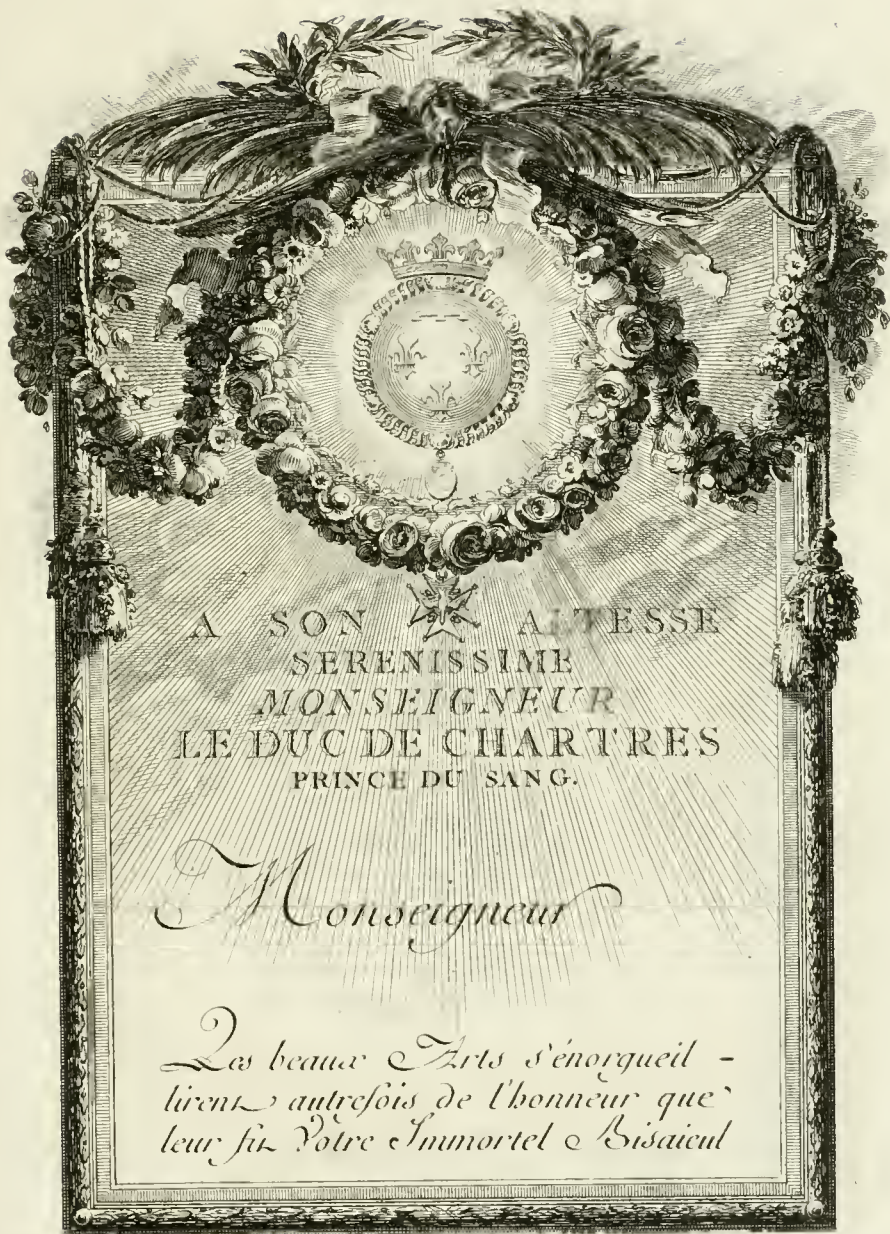 A SON ALTESSE
SERENISSIME
MONSEIGNEUR
LE DUC DE CHARTRES
PRINCE DU SANG.
Monseigneur
Les beaux Arts s'énorgueil -
lirent autrefois de l'honneur que
leur fit Votre Immortel Bisaieul